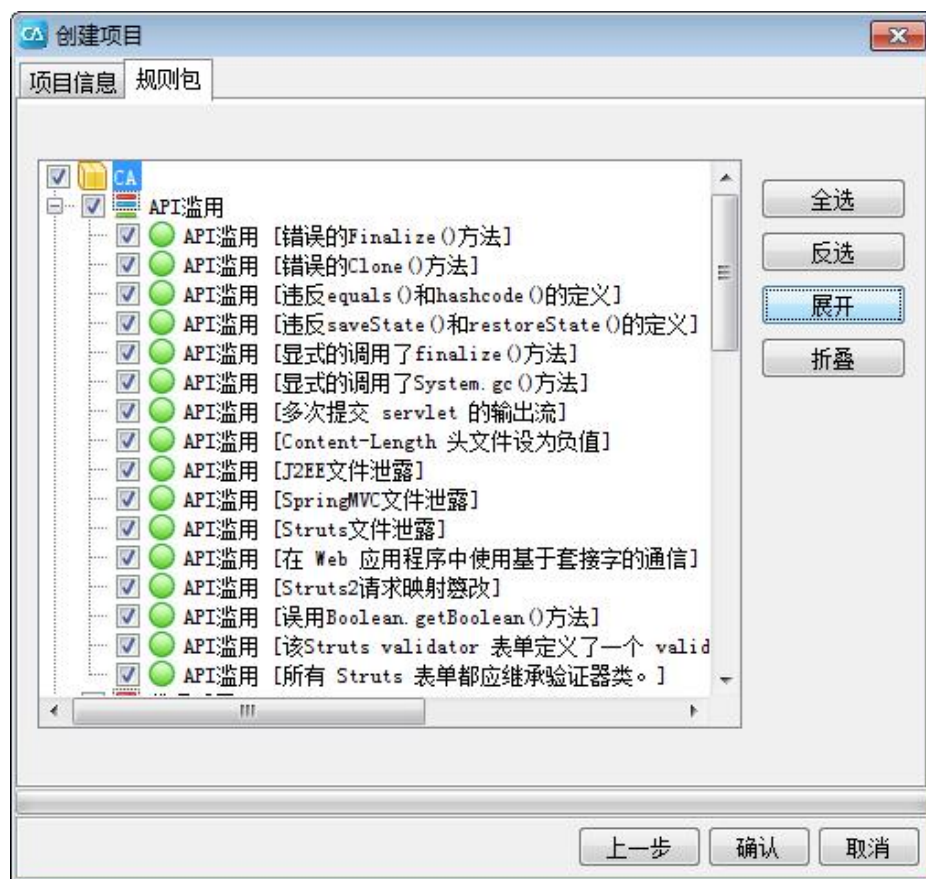 CA 创建项目
项目信息 规则包
CA
API滥用
API滥用 [错误的Finalize()方法]
API滥用 [错误的Clone()方法]
API滥用 [违反equals()和hashcode()的定义]
API滥用 [违反saveState()和restoreState()的定义]
API滥用 [显式的调用了finalize()方法]
API滥用 [显式的调用了System.gc()方法]
API滥用 [多次提交 servlet 的输出流]
API滥用 [Content-Length 头文件设为负值]
API滥用 [J2EE文件泄露]
API滥用 [SpringMVC文件泄露]
API滥用 [Struts文件泄露]
API滥用 [在 Web 应用程序中使用基于套接字的通信]
API滥用 [Struts2请求映射篡改]
API滥用 [误用Boolean.getBoolean()方法]
API滥用 [该Struts validator 表单定义了一个 valid
API滥用 [所有 Struts 表单都应继承验证器类。]
全选
反选
展开
折叠
上一步 确认 取消